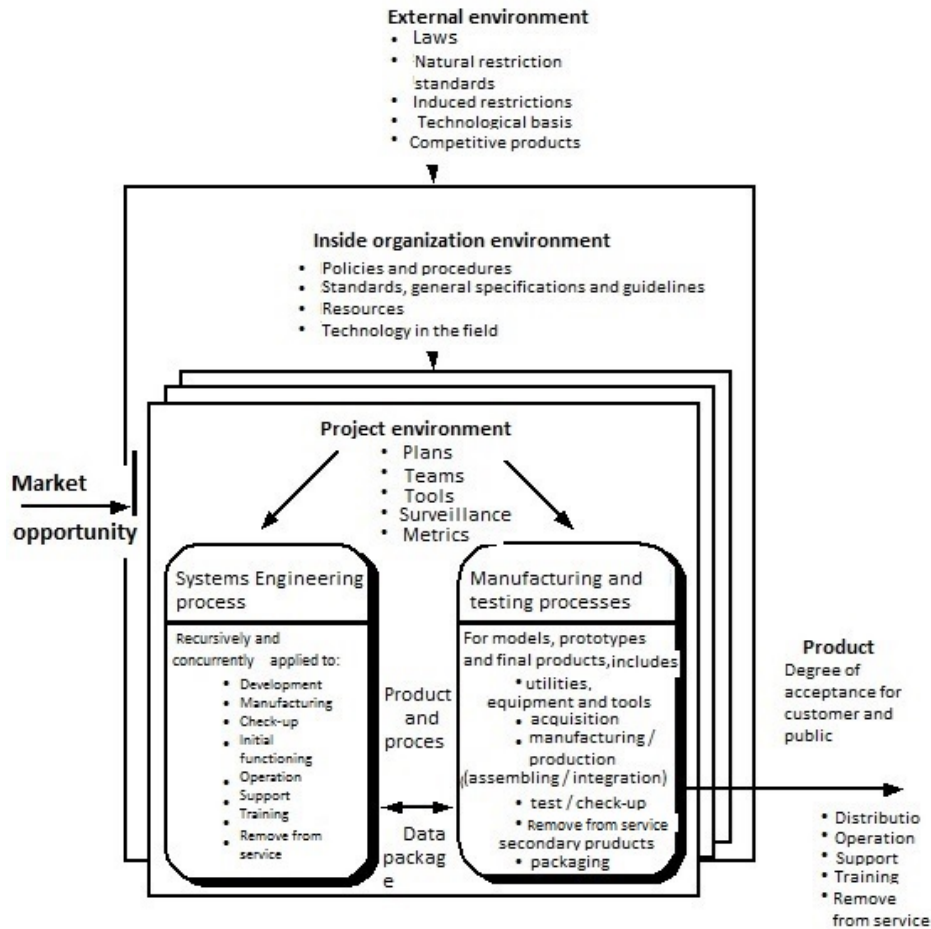 External environment
• Laws
• Natural restriction
standards
• Induced restrictions
• Technological basis
• Competitive products
Inside organization environment
• Policies and procedures
• Standards, general specifications and guidelines
• Resources
• Technology in the field
Project environment
• Plans
• Teams
• Tools
• Surveillance
• Metrics
Market
opportunity
Systems Engineering
process
Recursively and
concurrently applied to:
• Development
• Manufacturing
• Check-up
• Initial
functioning
• Operation
• Support
• Training
• Remove from
service
Product
and
proces
Data
packag
e
Manufacturing and
testing processes
For models, prototypes
and final products, includes
• utilities,
equipment and tools
• acquisition
• manufacturing /
production
(assembling / integration)
• test / check-up
• Remove from service
secondary pruducts
• packaging
Product
Degree of
acceptance for
customer and
public
• Distributio
• Operation
• Support
• Training
• Remove
from service